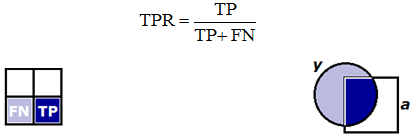 TPR = TP / (TP+ FN)
FN TP
y
a